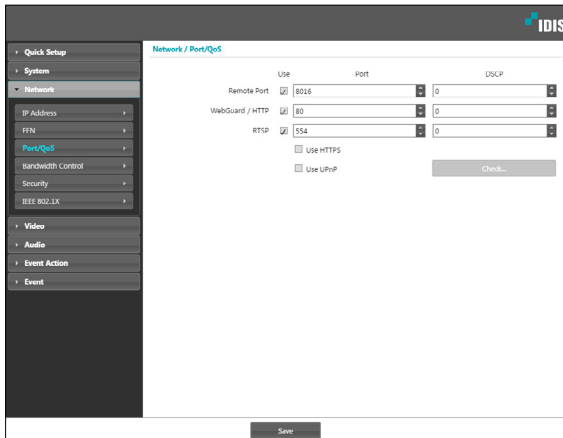 IDIS
Quick Setup
System
Network
IP Address
FEN
Port/QoS
Bandwidth Control
Security
IEEE 802.1X
Video
Audio
Event Action
Event
Network / Port/QoS
Use Port DSCP
Remote Port 8016 0
WebGuard / HTTP 80 0
RTSP 554 0
Use HTTPS
Use UPnP Check...
Save